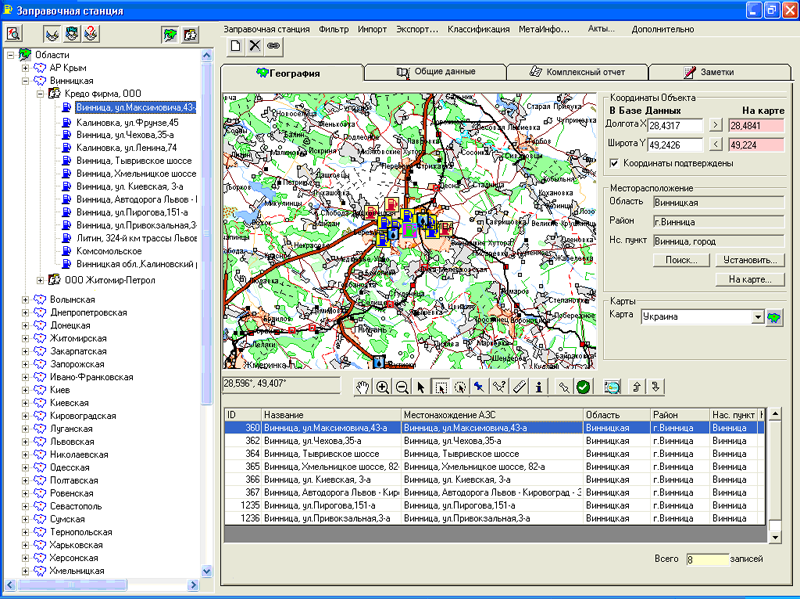 Заправочная станция
Заправочная станция Фильтр Импорт Экспорт... Классификация МетаИнфо... Акты... Дополнительно
Области
АР Крым
Винницкая
Кредо фирма, ООО
Винница, ул.Максимовича,43-
Калиновка, ул.Фрунзе,45
Винница, ул.Чехова,35-а
Калиновка, ул.Ленина,74
Винница, Тывривское шоссе
Винница, Хмельницкое шоссе
Винница, ул. Киевская, 3-а
Винница, Автодорога Львов -
Винница, ул.Пирогова,151-а
Винница, ул.Привокзальная,3
Литин, 324-й км трассы Львов
Комсомольское
Винницкая обл.,Калиновский
ООО Житомир-Петрол
Волынская
Днепропетровская
Донецкая
Житомирская
Закарпатская
Запорожская
Ивано-Франковская
Киев
Киевская
Кировоградская
Луганская
Львовская
Николаевская
Одесская
Полтавская
Ровенская
Севастополь
Сумская
Тернопольская
Харьковская
Херсонская
Хмельницкая
География Общие данные Комплексный отчет Заметки
Координаты Объекта
В Базе Данных На карте
Долгота X 28,4317 > 28,4841
Широта Y 49,2426 < 49,224
Координаты подтверждены
Месторасположение
Область Винницкая
Район г.Винница
Нс. пункт Винница, город
Поиск... Установить...
На карте...
Карты
Карта Украина
28,596°, 49,407°
ID Название Местонахождение АЗС Область Район Нас. пункт
360 Винница, ул.Максимовича,43-а Винница, ул.Максимовича,43-а Винницкая г.Винница Винница
362 Винница, ул.Чехова,35-а Винница, ул.Чехова,35-а Винницкая г.Винница Винница
364 Винница, Тывривское шоссе Винница, Тывривское шоссе Винницкая г.Винница Винница
365 Винница, Хмельницкое шоссе, 82- Винница, Хмельницкое шоссе, 82-а Винницкая г.Винница Винница
366 Винница, ул. Киевская, 3-а Винница, ул. Киевская, 3-а Винницкая г.Винница Винница
367 Винница, Автодорога Львов - Кир Винница, Автодорога Львов - Кировоград - З Винницкая г.Винница Винница
1235 Винница, ул.Пирогова,151-а Винница, ул.Пирогова,151-а Винницкая г.Винница Винница
1236 Винница, ул.Привокзальная,3-а Винница, ул.Привокзальная,3-а Винницкая г.Винница Винница
Всего 8 записей